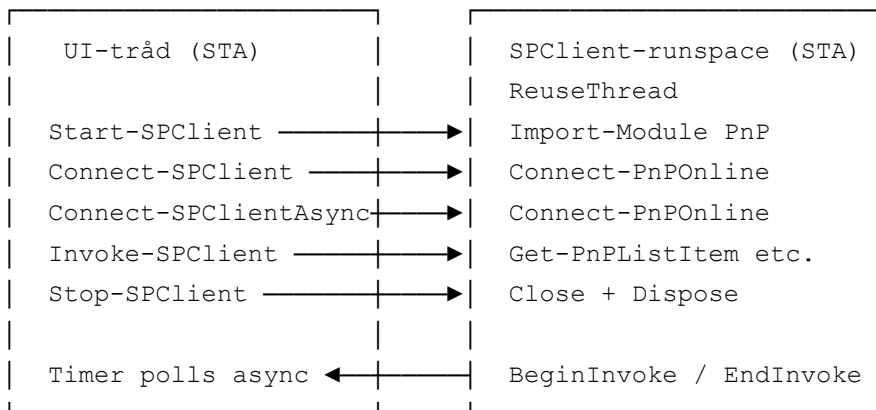 UI-tråd (STA) SPClient-runspace (STA)
ReuseThread
Start-SPClient Import-Module PnP
Connect-SPClient Connect-PnPOnline
Connect-SPClientAsync Connect-PnPOnline
Invoke-SPClient Get-PnPListItem etc.
Stop-SPClient Close + Dispose
Timer polls async BeginInvoke / EndInvoke